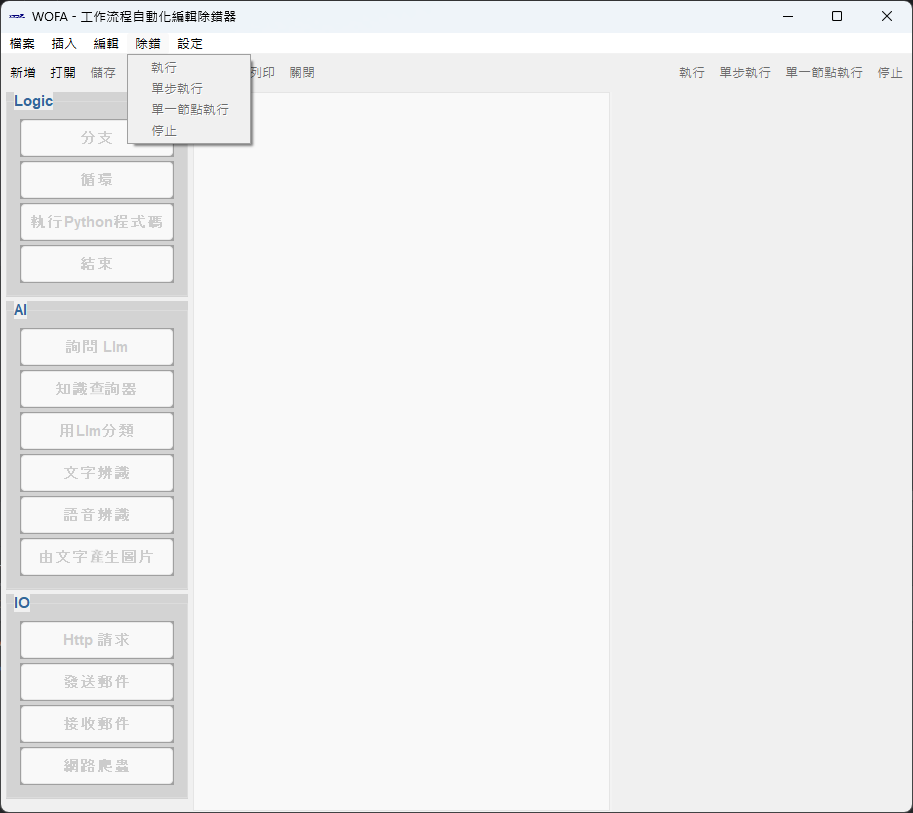 WOFA - 工作流程自動化編輯除錯器
檔案 插入 編輯 除錯 設定
新增 打開 儲存 列印 關閉 執行 單步執行 單一節點執行 停止
執行
單步執行
單一節點執行
停止
Logic
分支
循環
執行Python程式碼
結束
AI
詢問 Llm
知識查詢器
用Llm分類
文字辨識
語音辨識
由文字產生圖片
IO
Http 請求
發送郵件
接收郵件
網路爬蟲